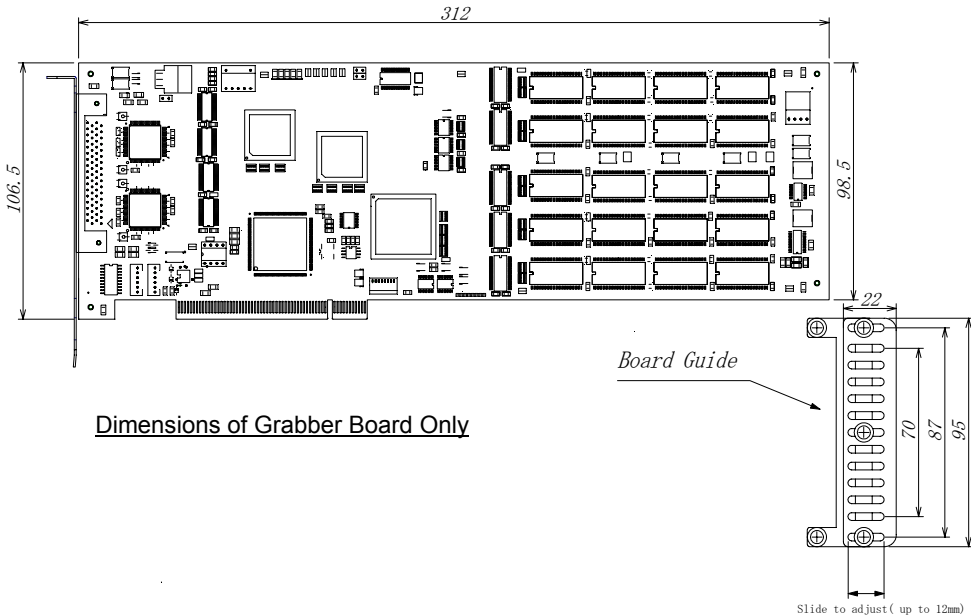 312
106.5
98.5
22
Board Guide
Dimensions of Grabber Board Only
70
87
95
Slide to adjust( up to 12mm)